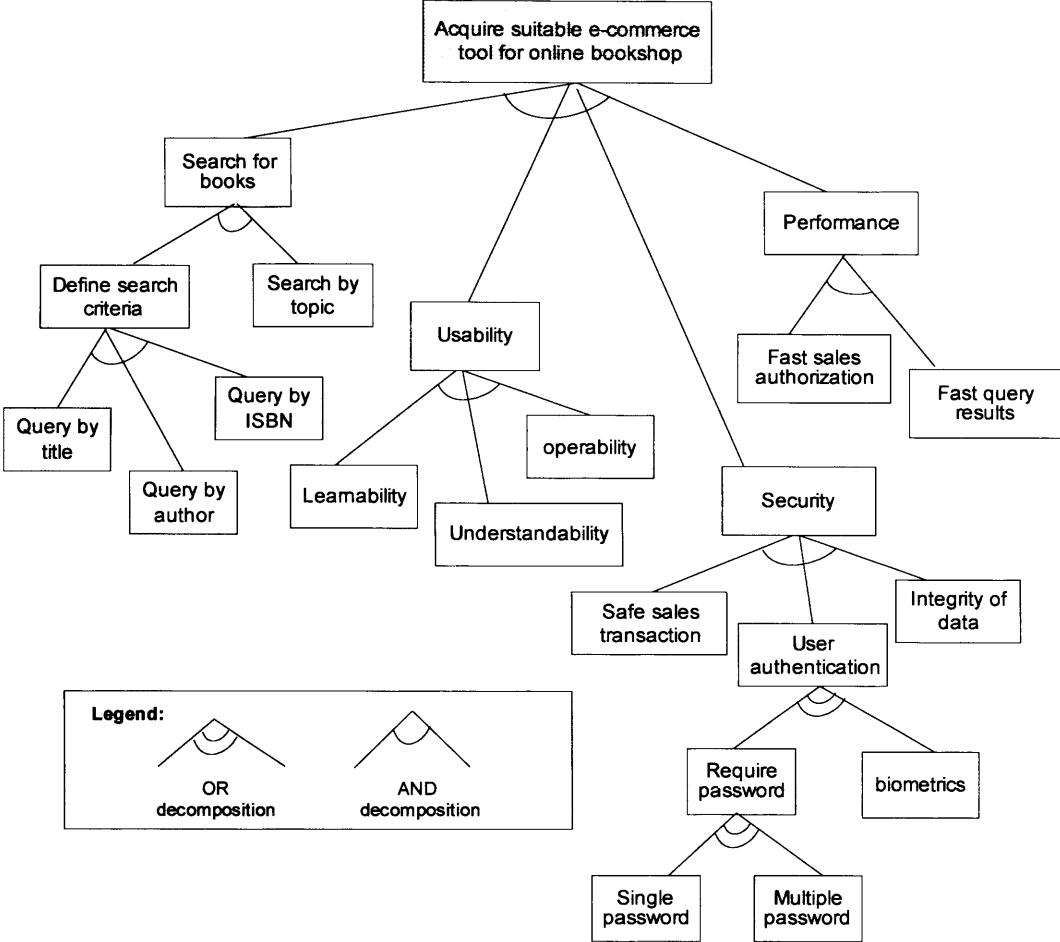 Acquire suitable e-commerce
tool for online bookshop
Search for
books
Performance
Define search
criteria
Search by
topic
Usability
Fast sales
authorization
Fast query
results
Query by
title
Query by
ISBN
Query by
author
operability
Learnability
Understandability
Security
Safe sales
transaction
User
authentication
Integrity of
data
Legend:
OR
decomposition
AND
decomposition
Require
password
biometrics
Single
password
Multiple
password